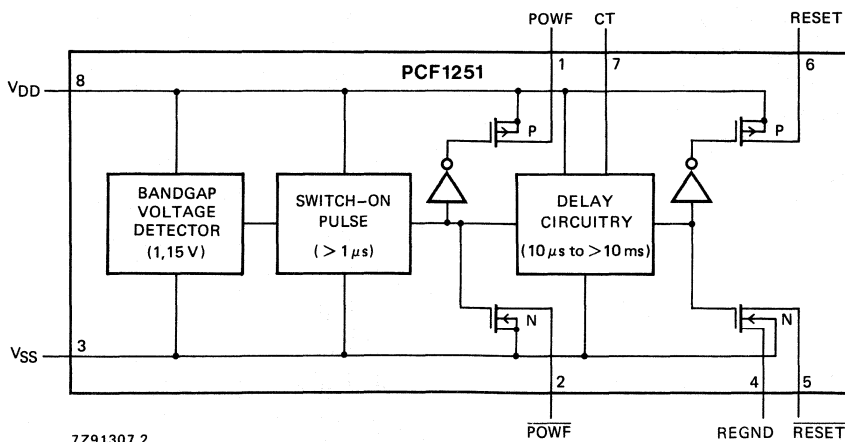 POWF CT RESET
1 7 6
PCF1251
VDD 8
P P
BANDGAP
VOLTAGE
DETECTOR
(1,15 V)
SWITCH–ON
PULSE
( > 1 µs)
DELAY
CIRCUITRY
(10 µs to >10 ms)
N N
VSS 3
2 4 5
POWF REGND RESET
7Z91307.2